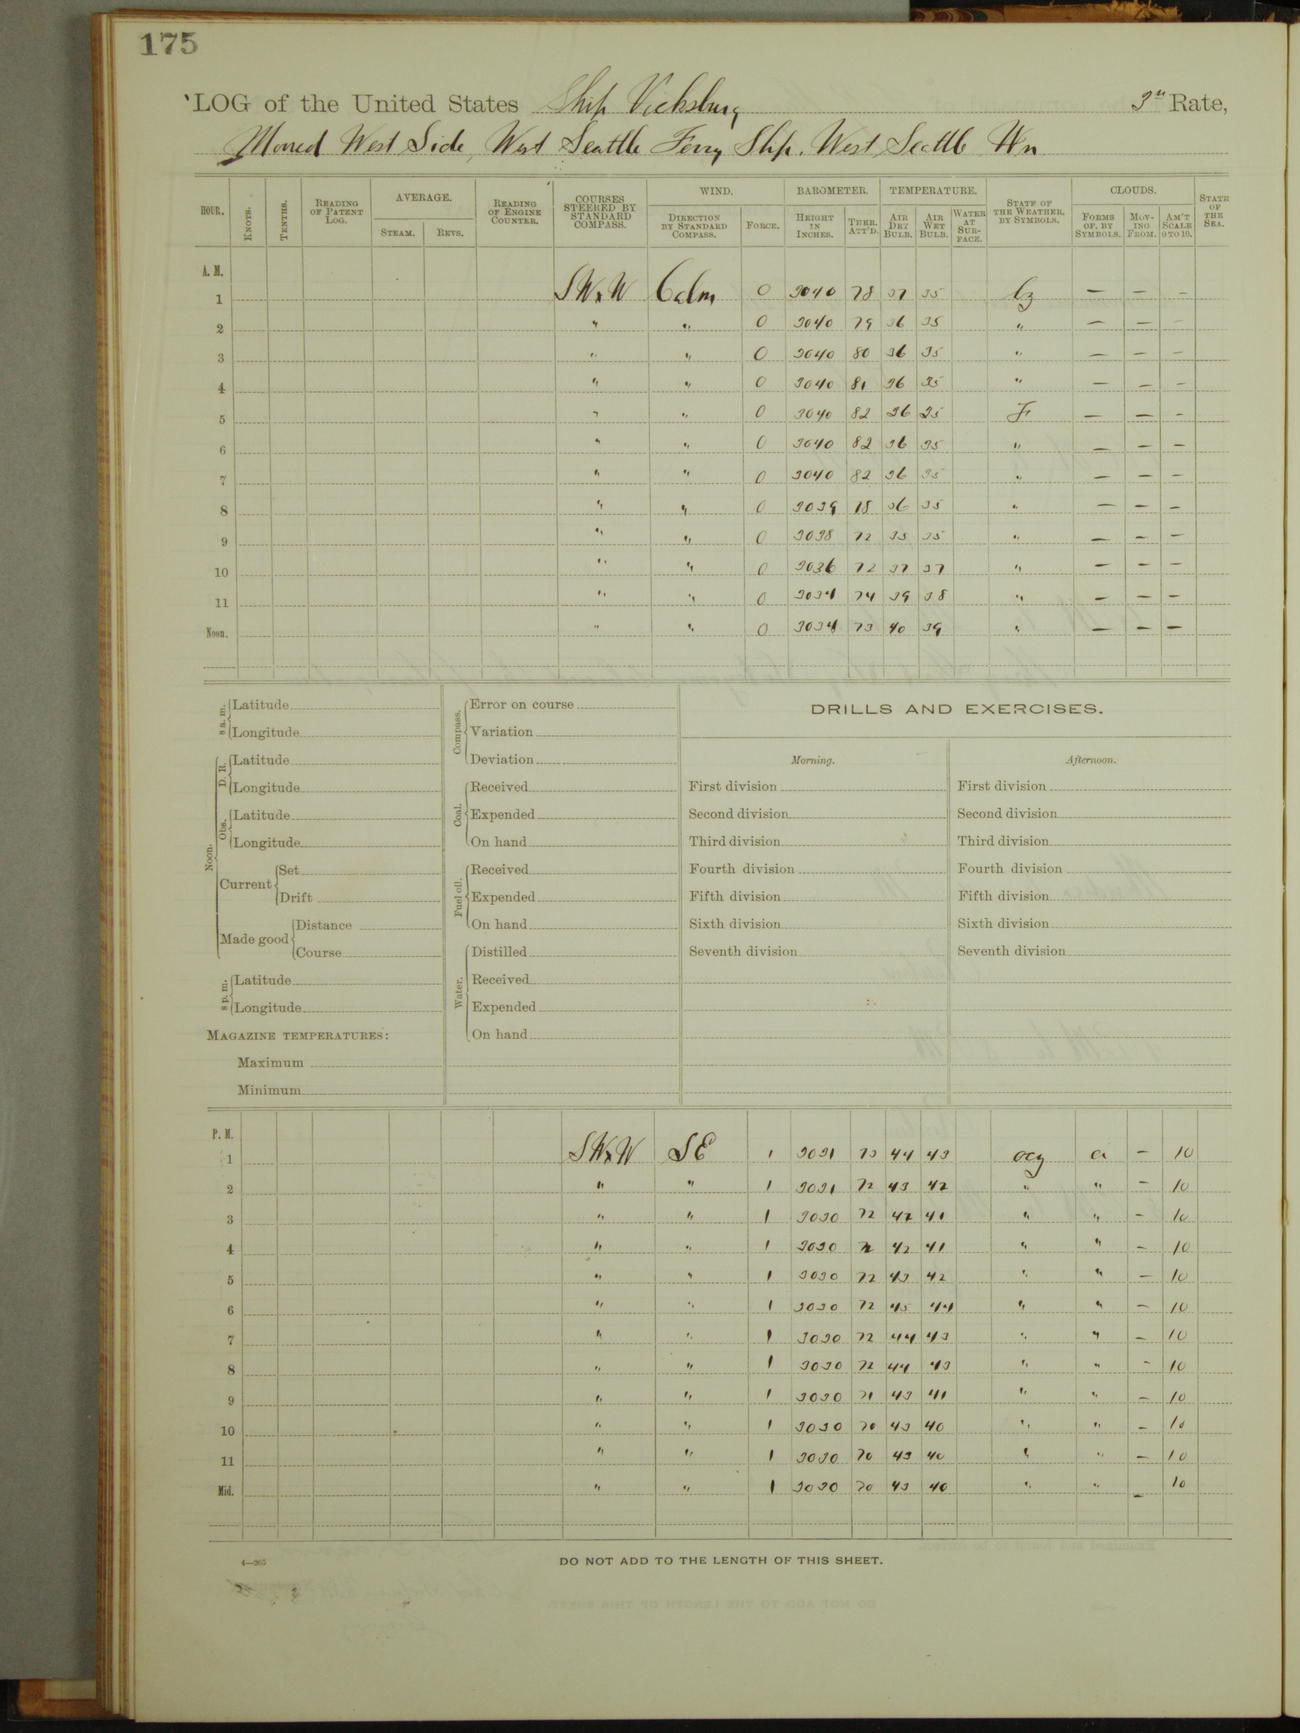 175
LOG of the United States Ship Vicksburg 3rd Rate,
Moored West Side, West Seattle Ferry Slip. West Seattle Wn
HOUR. KNOTS. TENTHS. READING OF PATENT LOG. AVERAGE. STEAM. REVS. READING OF ENGINE COUNTER. COURSES STEERED BY STANDARD COMPASS. WIND. DIRECTION BY STANDARD COMPASS. FORCE. BAROMETER. HEIGHT IN INCHES. THER. ATT'D. TEMPERATURE. AIR DRY BULB. AIR WET BULB. WATER AT SURFACE. STATE OF THE WEATHER, BY SYMBOLS. CLOUDS. FORMS OF, BY SYMBOLS. MOVING FROM. AM'T SCALE 0 TO 10. STATE OF THE SEA.
A. M.
1 SWxW Calm 0 3040 78 37 35 bz — — —
2 " " 0 3040 79 36 35 " — — —
3 " " 0 3040 80 36 35 " — — —
4 " " 0 3040 81 36 35 " — — —
5 " " 0 3040 82 36 35 F — — —
6 " " 0 3040 82 36 35 " — — —
7 " " 0 3040 82 36 35 " — — —
8 " " 0 3039 78 36 35 " — — —
9 " " 0 3038 72 35 35 " — — —
10 " " 0 3036 72 37 37 " — — —
11 " " 0 3034 74 39 38 " — — —
Noon. " " 0 3034 73 40 39 " — — —
8 a. m. Latitude
Longitude
Noon. D. R. Latitude
Longitude
Obs. Latitude
Longitude
Current Set
Drift
Made good Distance
Course
8 p. m. Latitude
Longitude
MAGAZINE TEMPERATURES:
Maximum
Minimum
Compass. Error on course
Variation
Deviation
Coal. Received
Expended
On hand
Fuel oil. Received
Expended
On hand
Water. Distilled
Received
Expended
On hand
DRILLS AND EXERCISES.
Morning.
First division
Second division
Third division
Fourth division
Fifth division
Sixth division
Seventh division
Afternoon.
First division
Second division
Third division
Fourth division
Fifth division
Sixth division
Seventh division
P. M.
1 SWxW SE 1 3031 73 44 43 ocg ci — 10
2 " " 1 3031 72 43 42 " " — 10
3 " " 1 3030 72 42 41 " " — 10
4 " " 1 3030 72 42 41 " " — 10
5 " " 1 3030 72 43 42 " " — 10
6 " " 1 3030 72 45 44 " " — 10
7 " " 1 3030 72 44 43 " " — 10
8 " " 1 3030 72 44 43 " " — 10
9 " " 1 3030 71 43 41 " " — 10
10 " " 1 3030 70 43 40 " " — 10
11 " " 1 3030 70 43 40 " " — 10
Mid. " " 1 3030 70 43 40 " " — 10
4—265
DO NOT ADD TO THE LENGTH OF THIS SHEET.